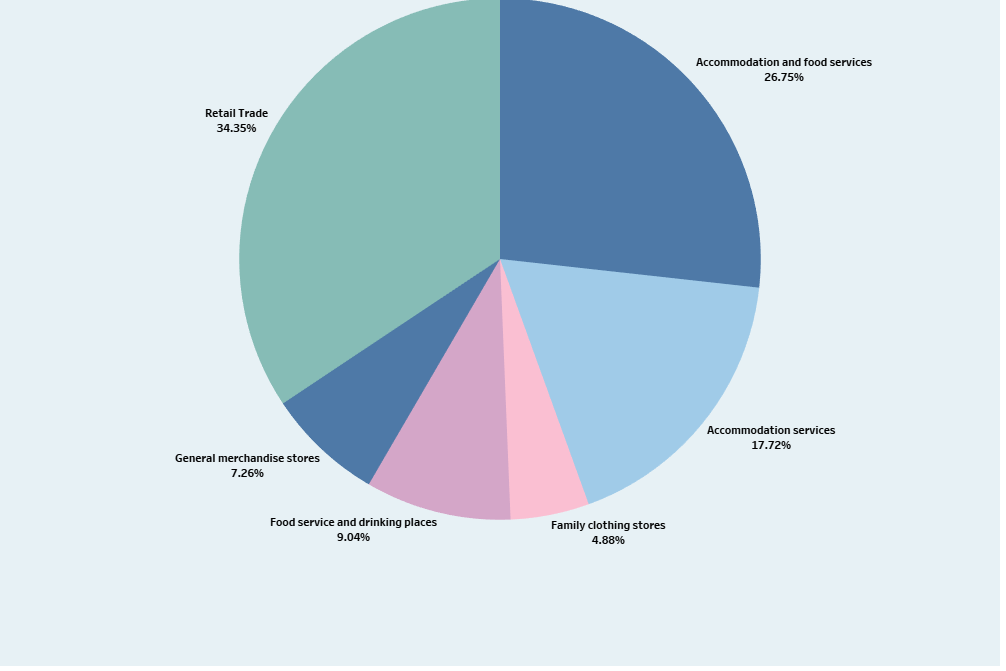 Accommodation and food services
26.75%
Retail Trade
34.35%
Accommodation services
17.72%
General merchandise stores
7.26%
Food service and drinking places
9.04%
Family clothing stores
4.88%